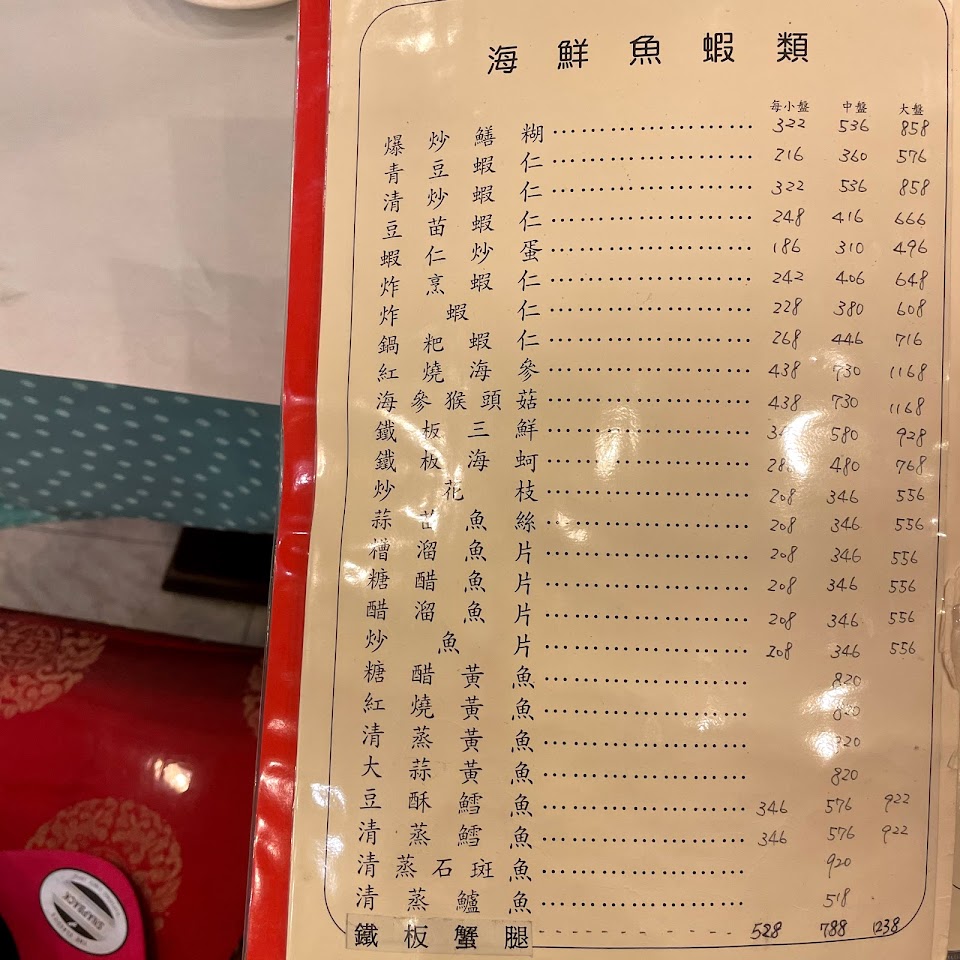 海鮮魚蝦類
每小盤 中盤 大盤
爆炒鱔糊 322 536 858
青豆蝦仁 216 360 576
清炒蝦仁 322 536 858
豆苗蝦仁 248 416 666
蝦仁炒蛋 186 310 496
炸烹蝦仁 242 406 648
炸蝦仁 228 380 608
鍋粑蝦仁 268 446 716
紅燒海參 438 730 1168
海參猴頭菇 438 730 1168
鐵板三鮮 580 928
鐵板海蚵 480 768
炒花枝 208 346 556
蒜苗魚絲 208 346 556
槽溜魚片 208 346 556
糖醋魚片 208 346 556
醋溜魚片 208 346 556
炒魚片 208 346 556
糖醋黃魚 820
紅燒黃魚 820
清蒸黃魚 820
大蒜黃魚 820
豆酥鱈魚 346 576 922
清蒸鱈魚 346 576 922
清蒸石斑魚 920
清蒸鱸魚 518
鐵板蟹腿 528 788 1238
SNAPBACK